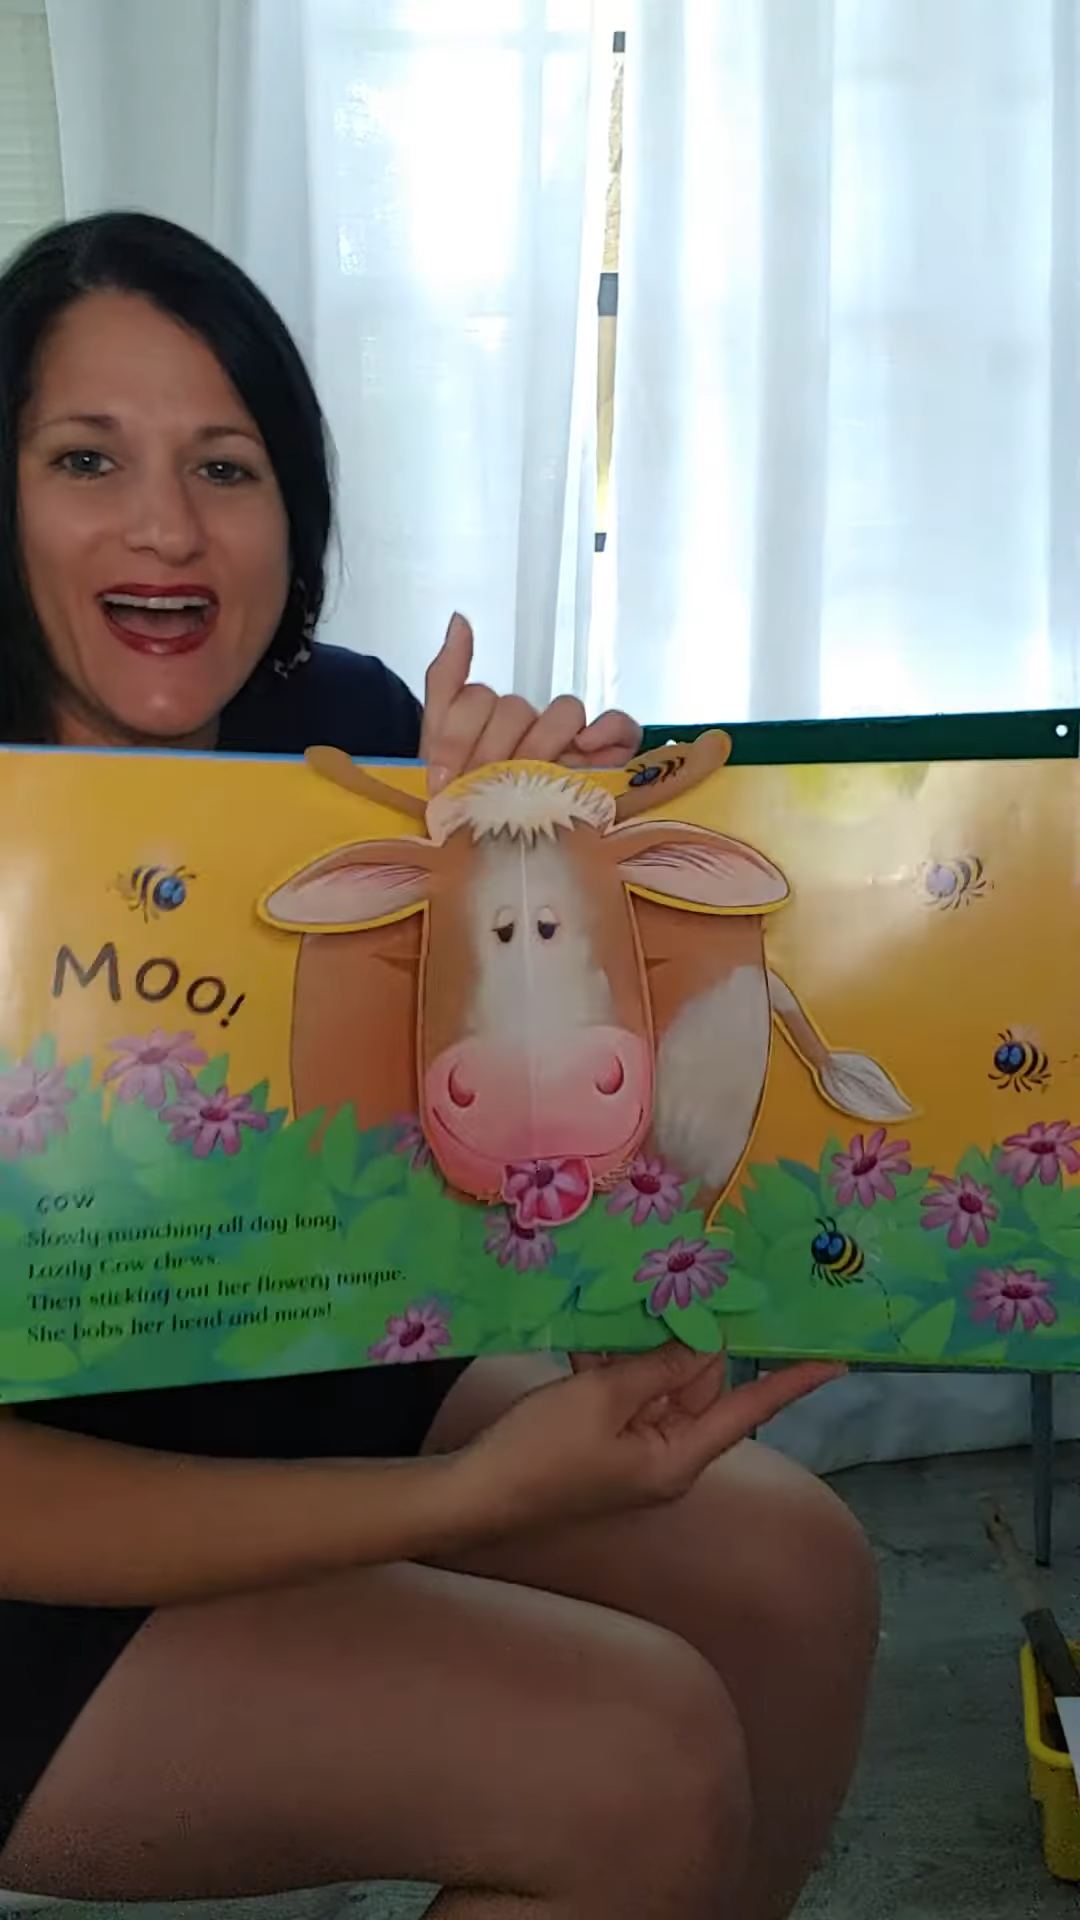 Moo!
COW
Slowly munching all day long,
Lazily Cow chews.
Then sticking out her flowery tongue,
She bobs her head and moos!